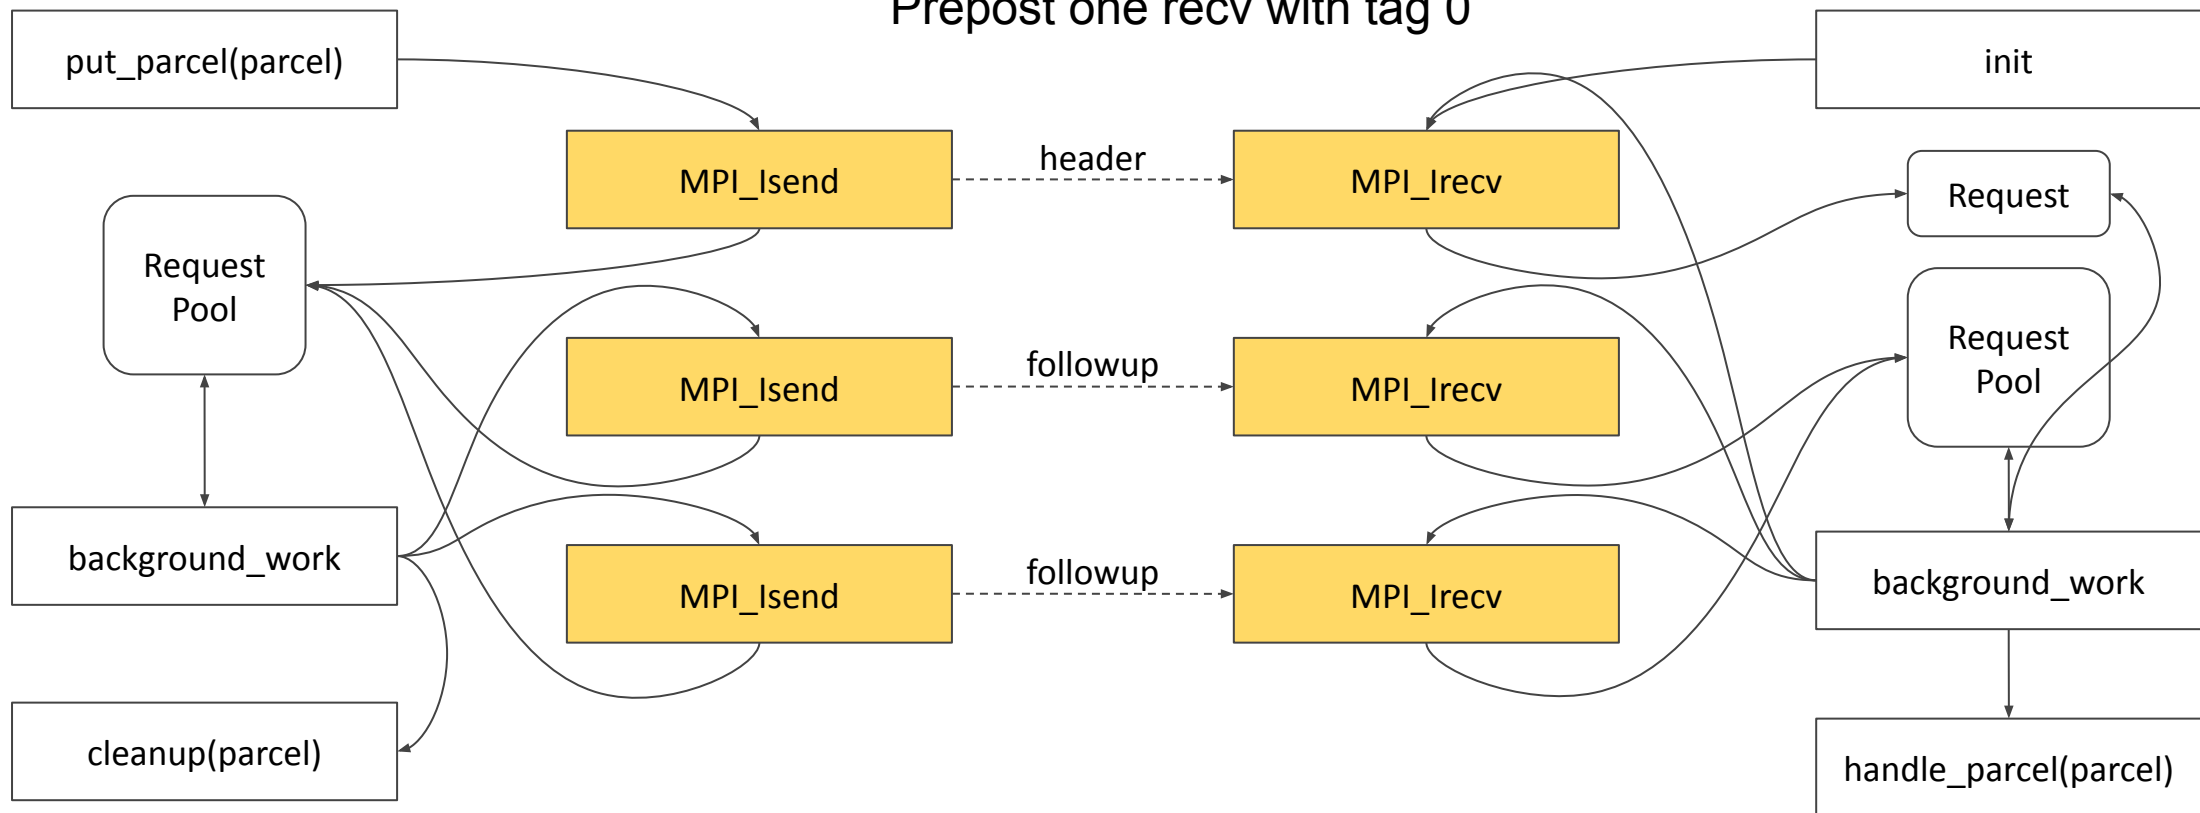 Prepost one recv with tag 0
put_parcel(parcel)
init
MPI_Isend
header
MPI_Irecv
Request
Request
Pool
Request
Pool
MPI_Isend
followup
MPI_Irecv
background_work
MPI_Isend
followup
MPI_Irecv
background_work
cleanup(parcel)
handle_parcel(parcel)